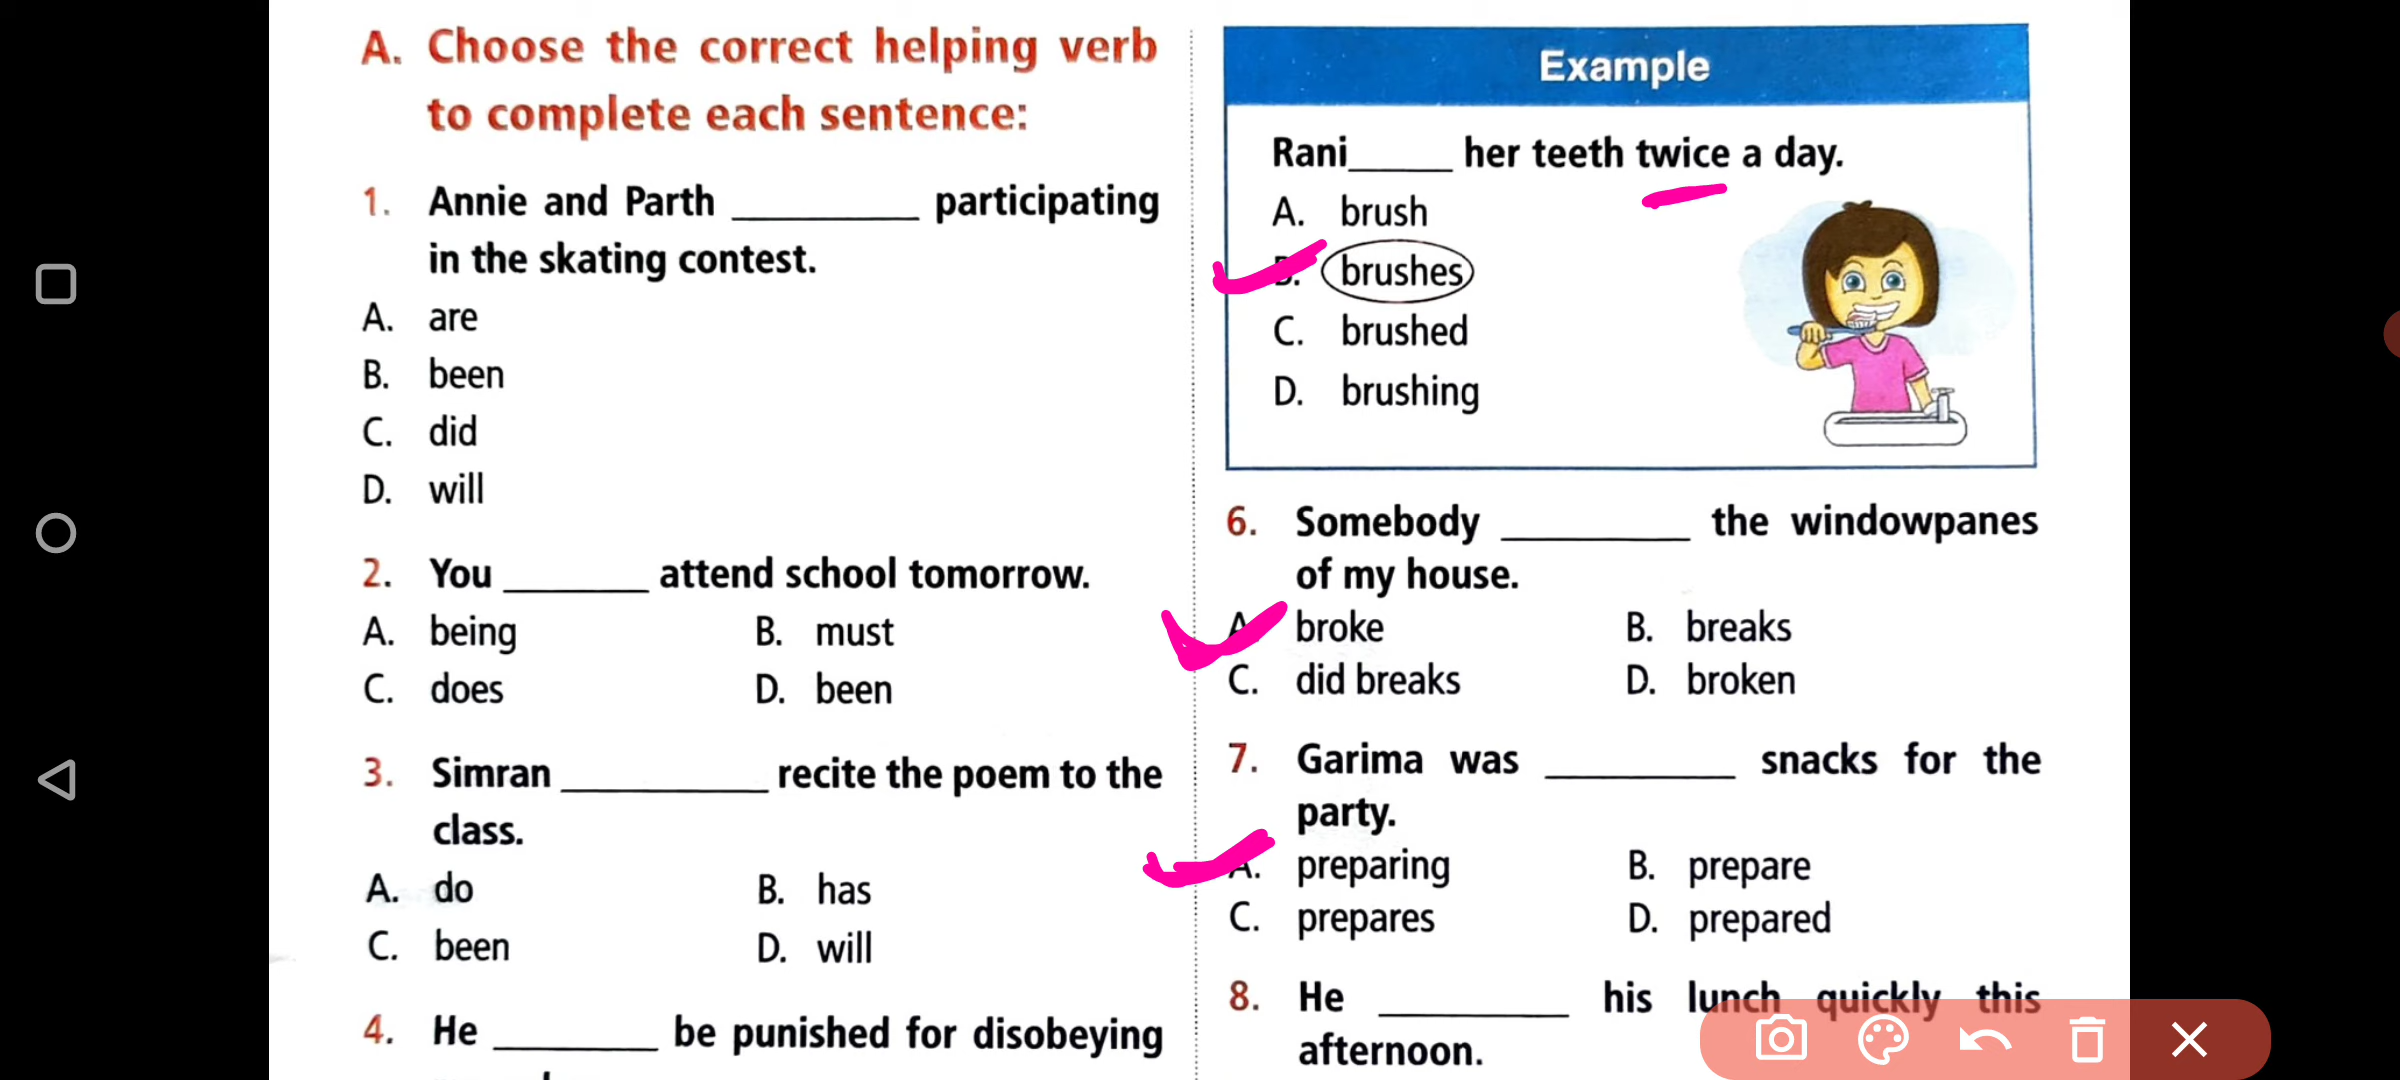 A. Choose the correct helping verb
to complete each sentence:
1. Annie and Parth ________ participating
in the skating contest.
A. are
B. been
C. did
D. will
2. You ______ attend school tomorrow.
A. being B. must
C. does D. been
3. Simran ________ recite the poem to the
class.
A. do B. has
C. been D. will
4. He _______ be punished for disobeying
Example
Rani____ her teeth twice a day.
A. brush
B. brushes
C. brushed
D. brushing
6. Somebody ________ the windowpanes
of my house.
A. broke B. breaks
C. did breaks D. broken
7. Garima was ________ snacks for the
party.
A. preparing B. prepare
C. prepares D. prepared
8. He ________ his lunch quickly this
afternoon.